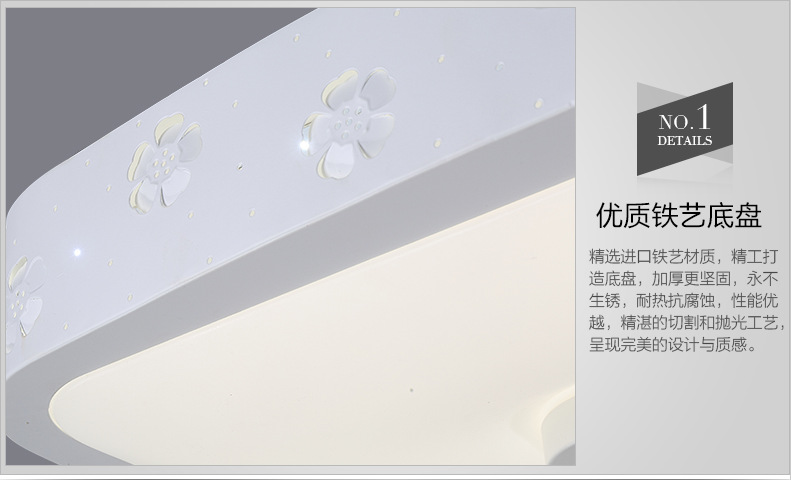 NO.1
DETAILS
优质铁艺底盘
精选进口铁艺材质，精工打
造底盘，加厚更坚固，永不
生锈，耐热抗腐蚀，性能优
越，精湛的切割和抛光工艺，
呈现完美的设计与质感。